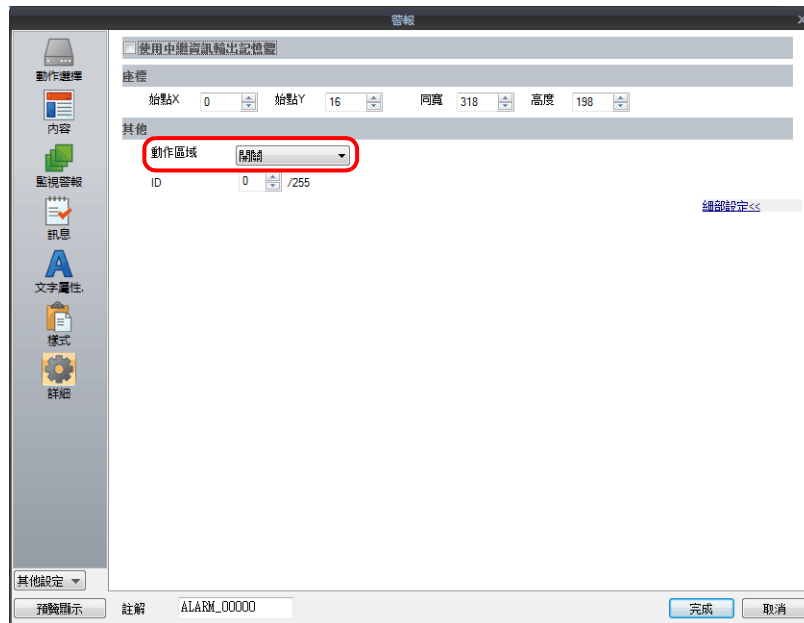 警報
動作選擇
內容
監視警報
訊息
文字屬性.
樣式
詳細
其他設定
預覽顯示
使用中繼資訊輸出記憶體
座標
始點X 0 始點Y 16 同寬 318 高度 198
其他
動作區域 開關
ID 0 /255
細部設定<<
註解 ALARM_00000 完成 取消